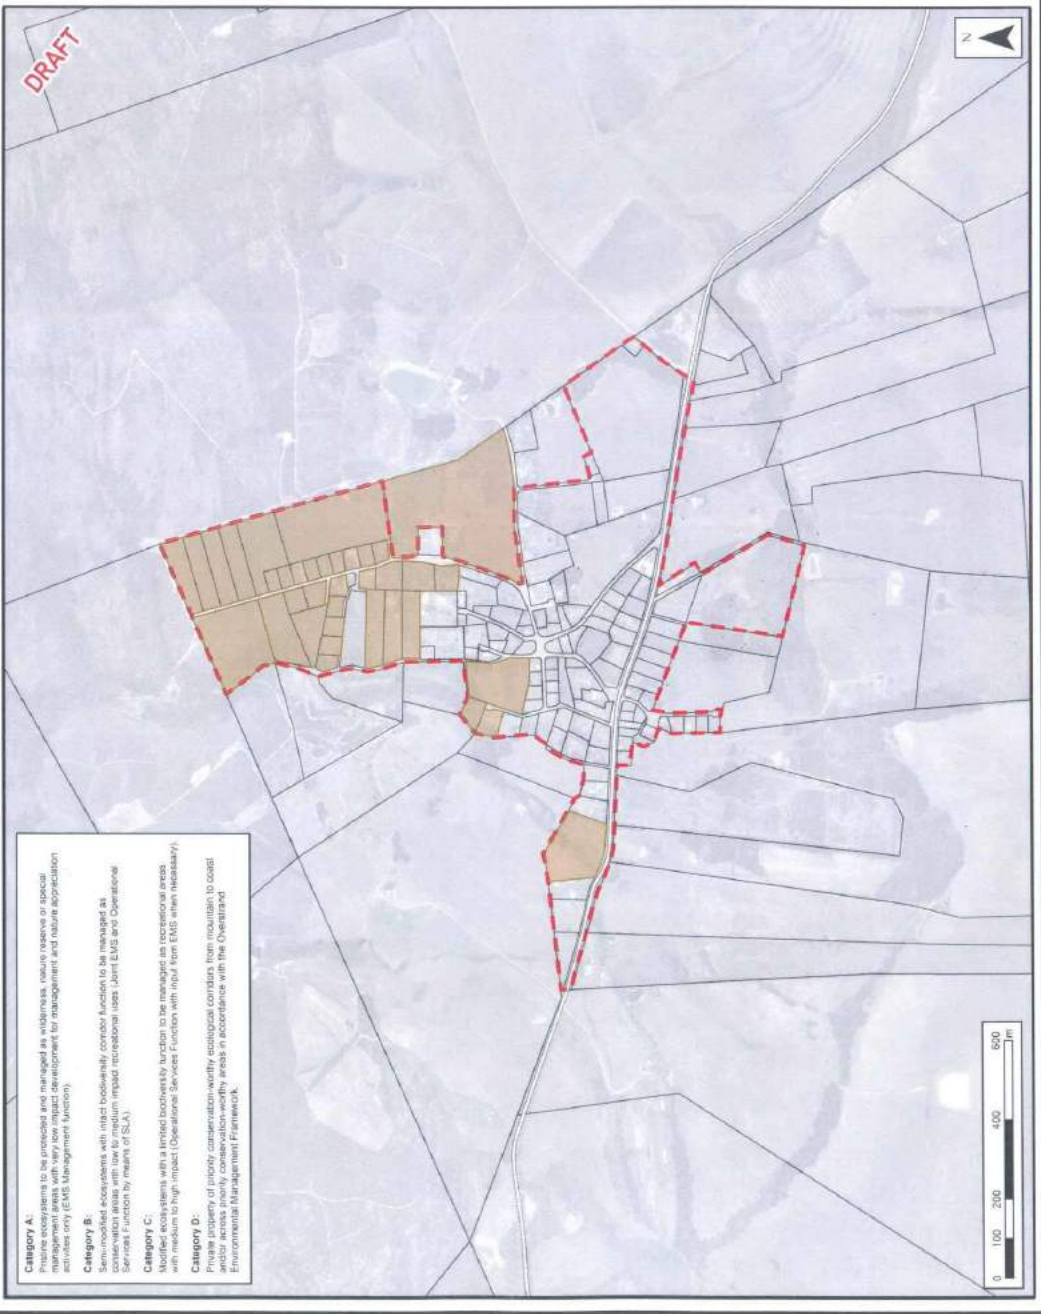 DRAFT
N
Category A:
Pristine ecosystems to be protected and managed as wilderness, nature reserve or special
management areas with very low impact development for management and nature appreciation
activities only (EMS Management function).
Category B:
Semi-modified ecosystems with intact biodiversity corridor function to be managed as
conservation areas with low to medium impact recreational uses (Joint EMS and Operational
Services Function by means of SLA).
Category C:
Modified ecosystems with a limited biodiversity function to be managed as recreational areas
with medium to high impact (Operational Services Function with input from EMS when necessary).
Category D:
Private property of priority conservation-worthy ecological corridors from mountain to coast
and/or across priority conservation-worthy areas in accordance with the Overstrand
Environmental Management Framework.
0 100 200 400 600
m